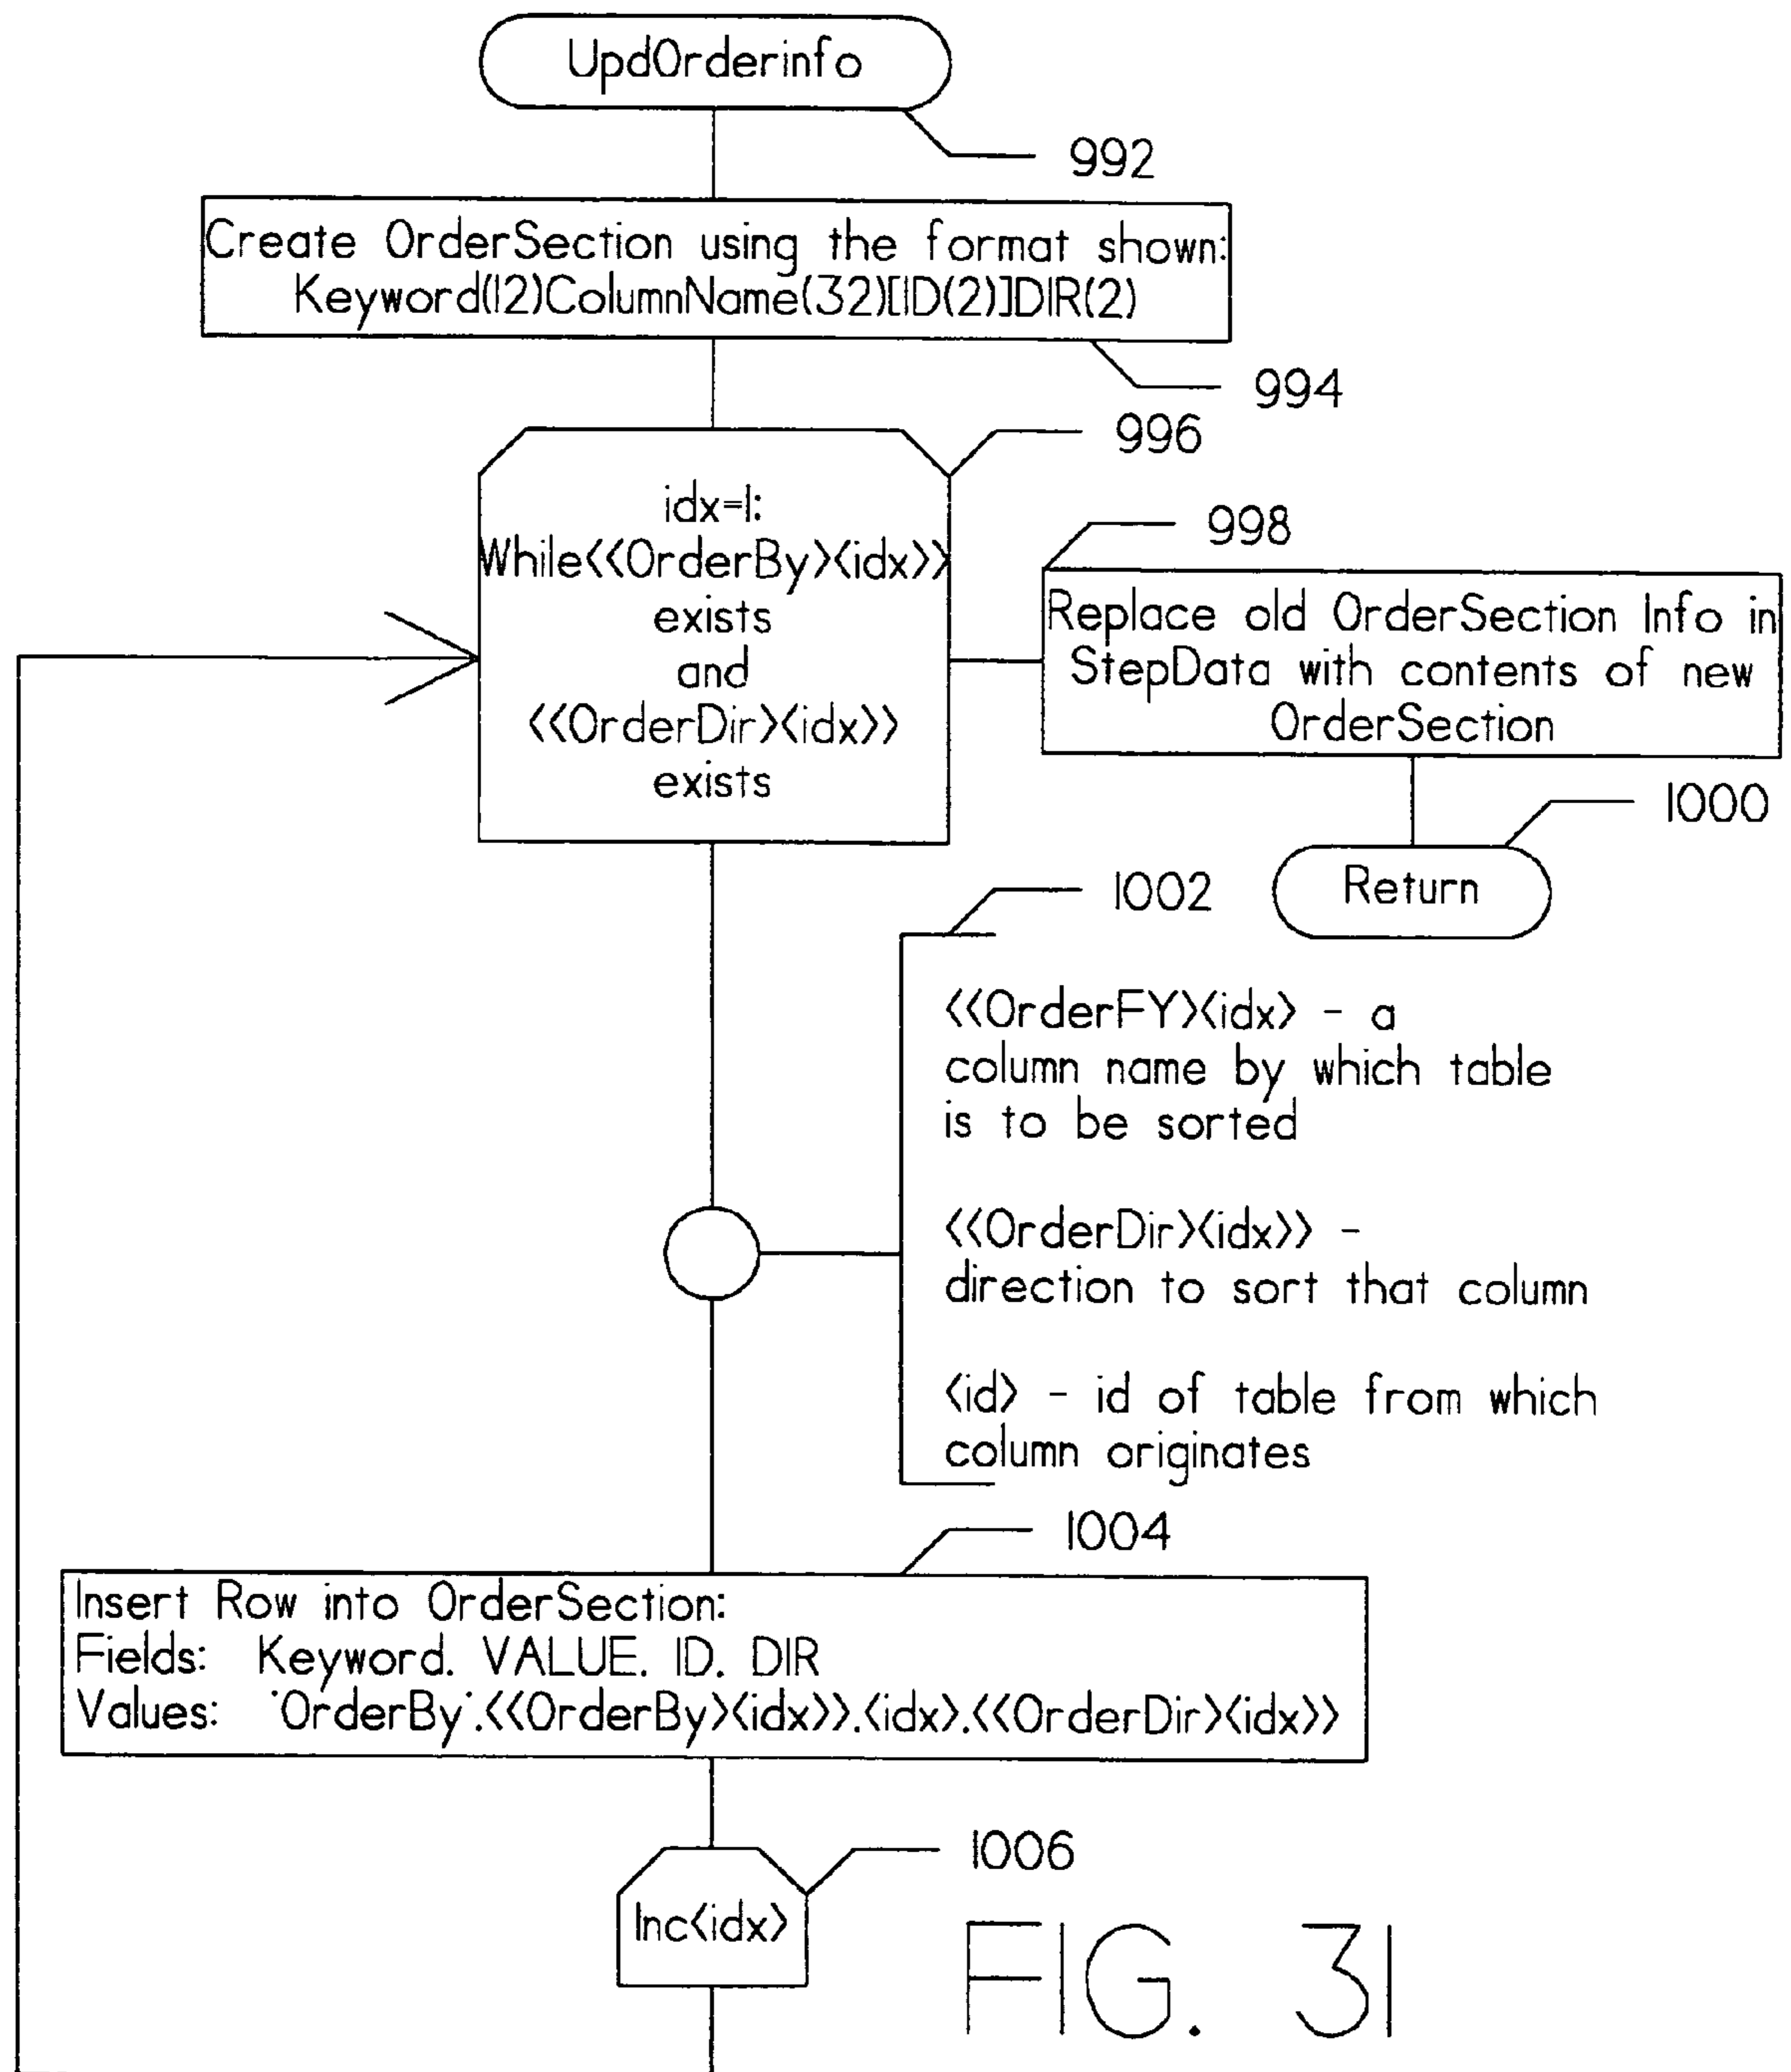 UpdOrderinfo
992
Create OrderSection using the format shown:
Keyword(12)ColumnName(32)[ID(2)]DIR(2)
994
996
idx=1:
While<<OrderBy><idx>>
exists
and
<<OrderDir><idx>>
exists
998
Replace old OrderSection Info in
StepData with contents of new
OrderSection
1000
Return
1002
<<OrderFY><idx> - a
column name by which table
is to be sorted
<<OrderDir><idx>> -
direction to sort that column
<id> - id of table from which
column originates
1004
Insert Row into OrderSection:
Fields: Keyword. VALUE. ID. DIR
Values: 'OrderBy'.<<OrderBy><idx>>.<idx>.<<OrderDir><idx>>
1006
Inc<idx>
FIG. 31